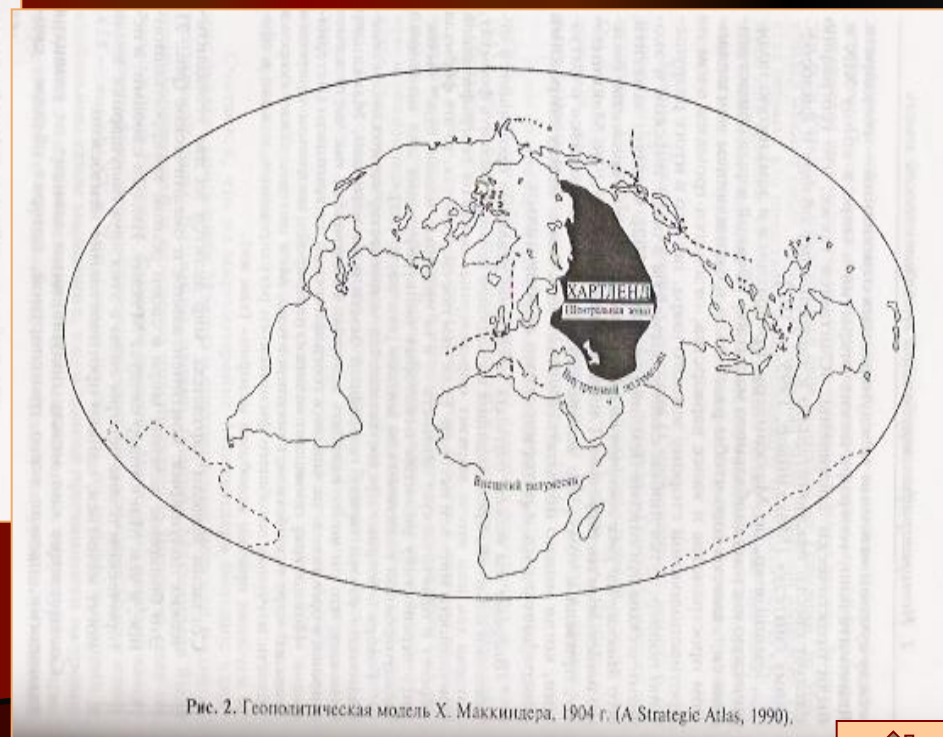 ХАРТЛЕНД
(Центральная зона)
Внутренний полумесяц
Внешний полумесяц
Рис. 2. Геополитическая модель Х. Маккиндера, 1904 г. (A Strategic Atlas, 1990).